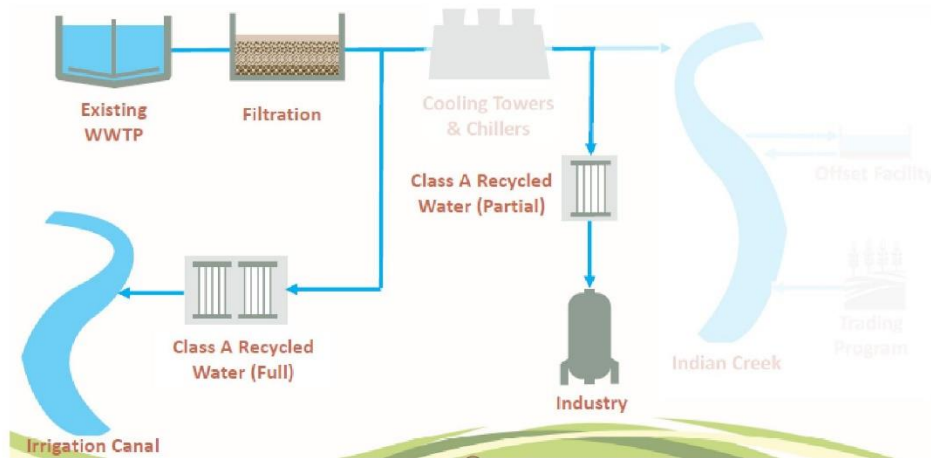 Existing
WWTP
Filtration
Cooling Towers
& Chillers
Class A Recycled
Water (Partial)
Offset Facility
Trading
Program
Class A Recycled
Water (Full)
Indian Creek
Industry
Irrigation Canal